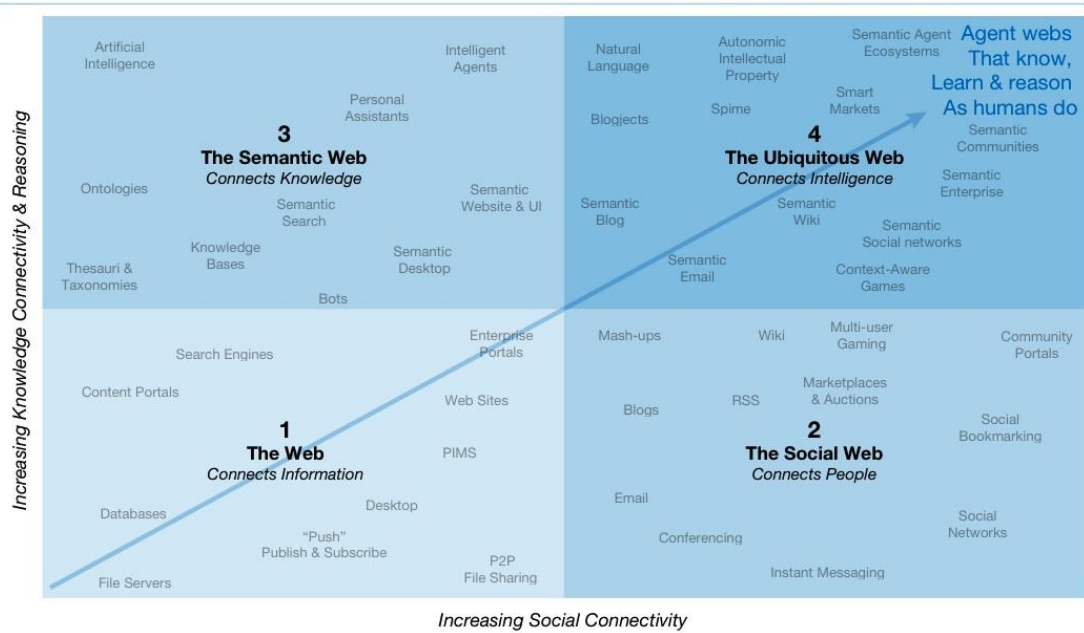 Increasing Knowledge Connectivity & Reasoning
Artificial
Intelligence
Intelligent
Agents
Personal
Assistants
3
The Semantic Web
Connects Knowledge
Ontologies
Semantic
Search
Semantic
Website & UI
Knowledge
Bases
Semantic
Desktop
Thesauri &
Taxonomies
Bots
Natural
Language
Autonomic
Intellectual
Property
Semantic Agent
Ecosystems
Agent webs
That know,
Learn & reason
As humans do
Blogjects
Spime
Smart
Markets
Semantic
Communities
4
The Ubiquitous Web
Connects Intelligence
Semantic
Enterprise
Semantic
Blog
Semantic
Wiki
Semantic
Social networks
Semantic
Email
Context-Aware
Games
Search Engines
Enterprise
Portals
Content Portals
Web Sites
1
The Web
Connects Information
PIMS
Databases
Desktop
“Push”
Publish & Subscribe
P2P
File Sharing
File Servers
Mash-ups
Wiki
Multi-user
Gaming
Community
Portals
Blogs
RSS
Marketplaces
& Auctions
Social
Bookmarking
2
The Social Web
Connects People
Email
Conferencing
Social
Networks
Instant Messaging
Increasing Social Connectivity